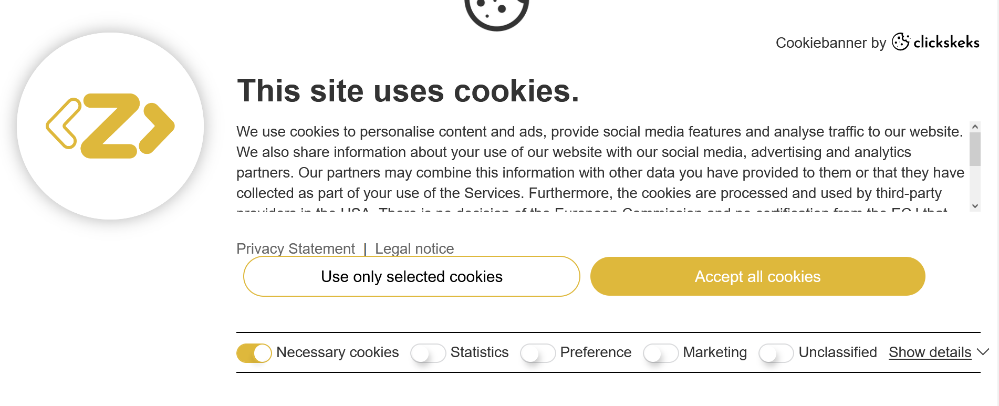 Cookiebanner by clickskeks
This site uses cookies.
We use cookies to personalise content and ads, provide social media features and analyse traffic to our website.
We also share information about your use of our website with our social media, advertising and analytics
partners. Our partners may combine this information with other data you have provided to them or that they have
collected as part of your use of the Services. Furthermore, the cookies are processed and used by third-party
providers in the USA. There is no decision of the European Commission and no certification from the ECJ that
Privacy Statement | Legal notice
Use only selected cookies
Accept all cookies
Necessary cookies Statistics Preference Marketing Unclassified Show details